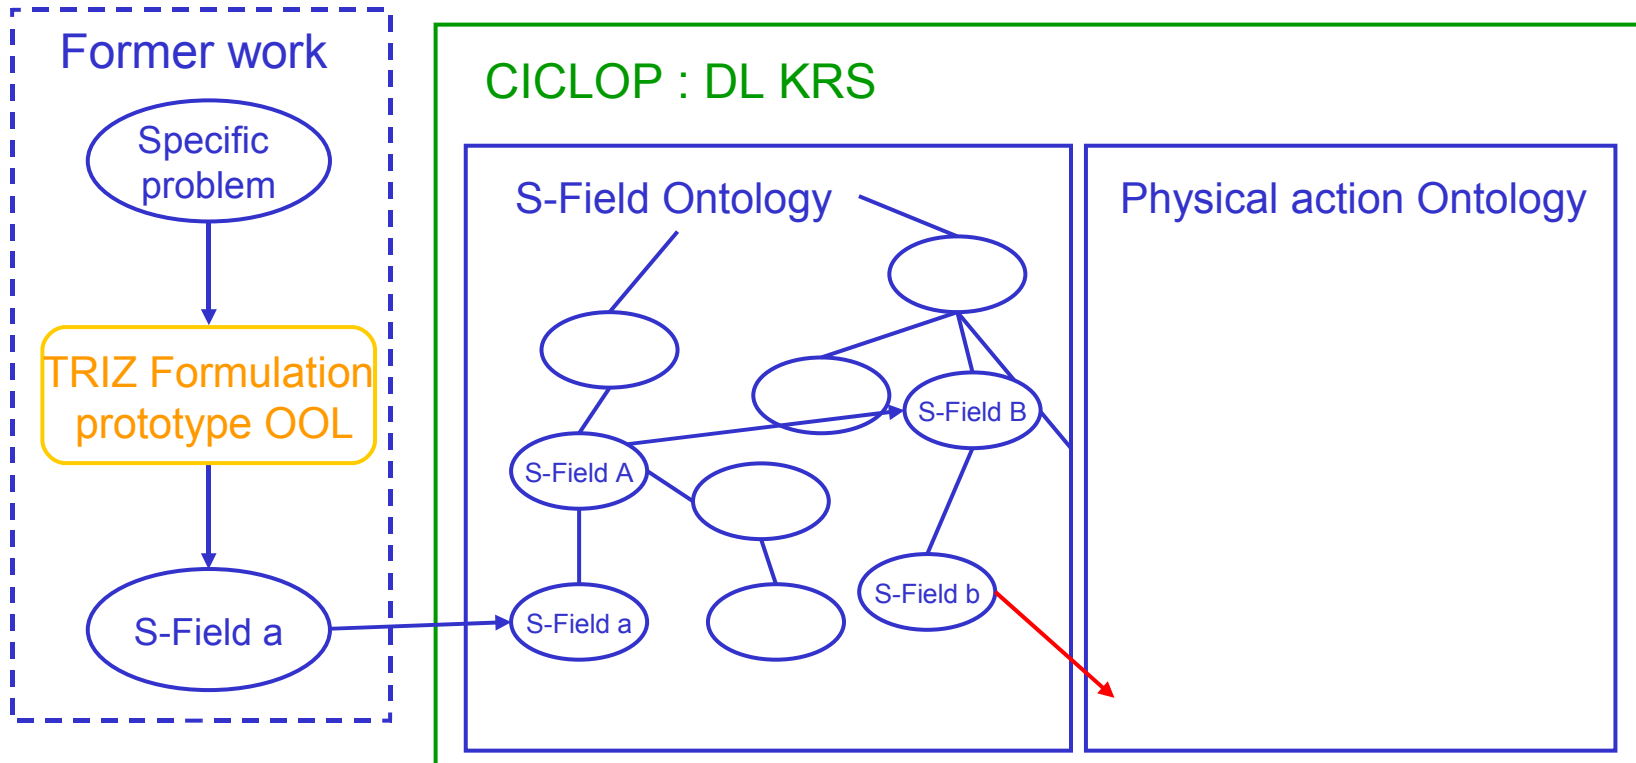 Former work
Specific
problem
TRIZ Formulation
prototype OOL
S-Field a
CICLOP : DL KRS
S-Field Ontology
S-Field B
S-Field A
S-Field b
S-Field a
Physical action Ontology